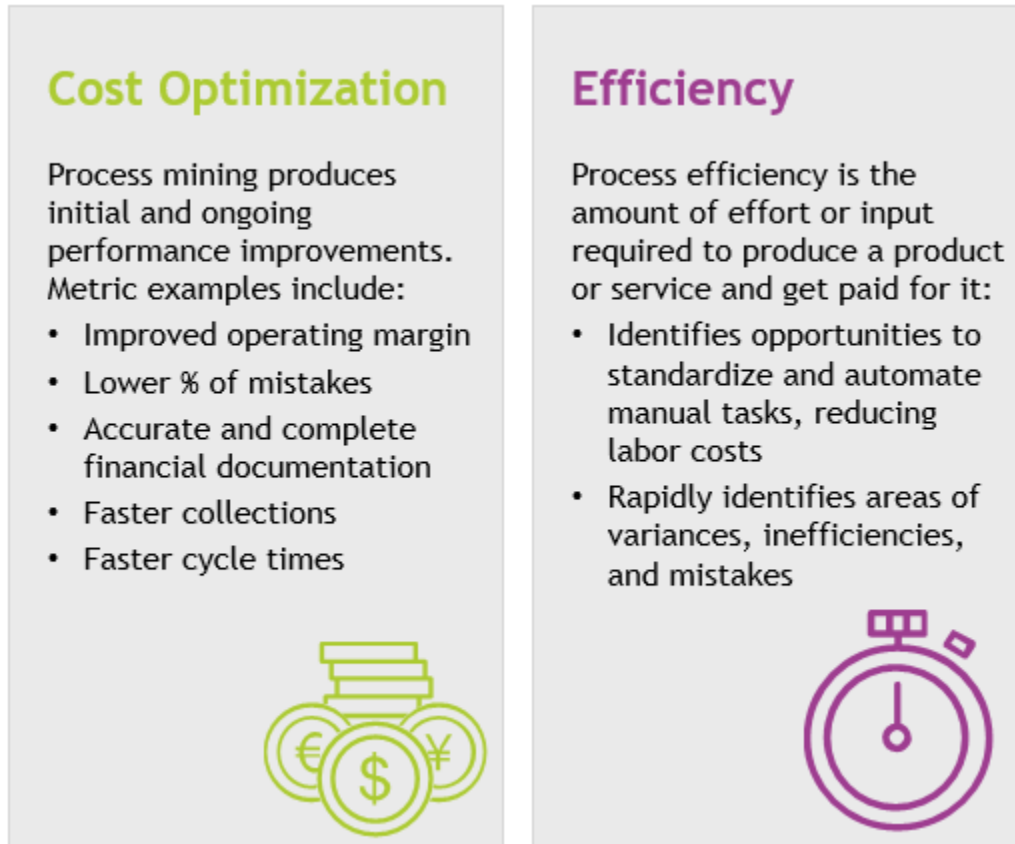 Cost Optimization
Process mining produces
initial and ongoing
performance improvements.
Metric examples include:
• Improved operating margin
• Lower % of mistakes
• Accurate and complete
financial documentation
• Faster collections
• Faster cycle times
€ $ ¥
Efficiency
Process efficiency is the
amount of effort or input
required to produce a product
or service and get paid for it:
• Identifies opportunities to
standardize and automate
manual tasks, reducing
labor costs
• Rapidly identifies areas of
variances, inefficiencies,
and mistakes